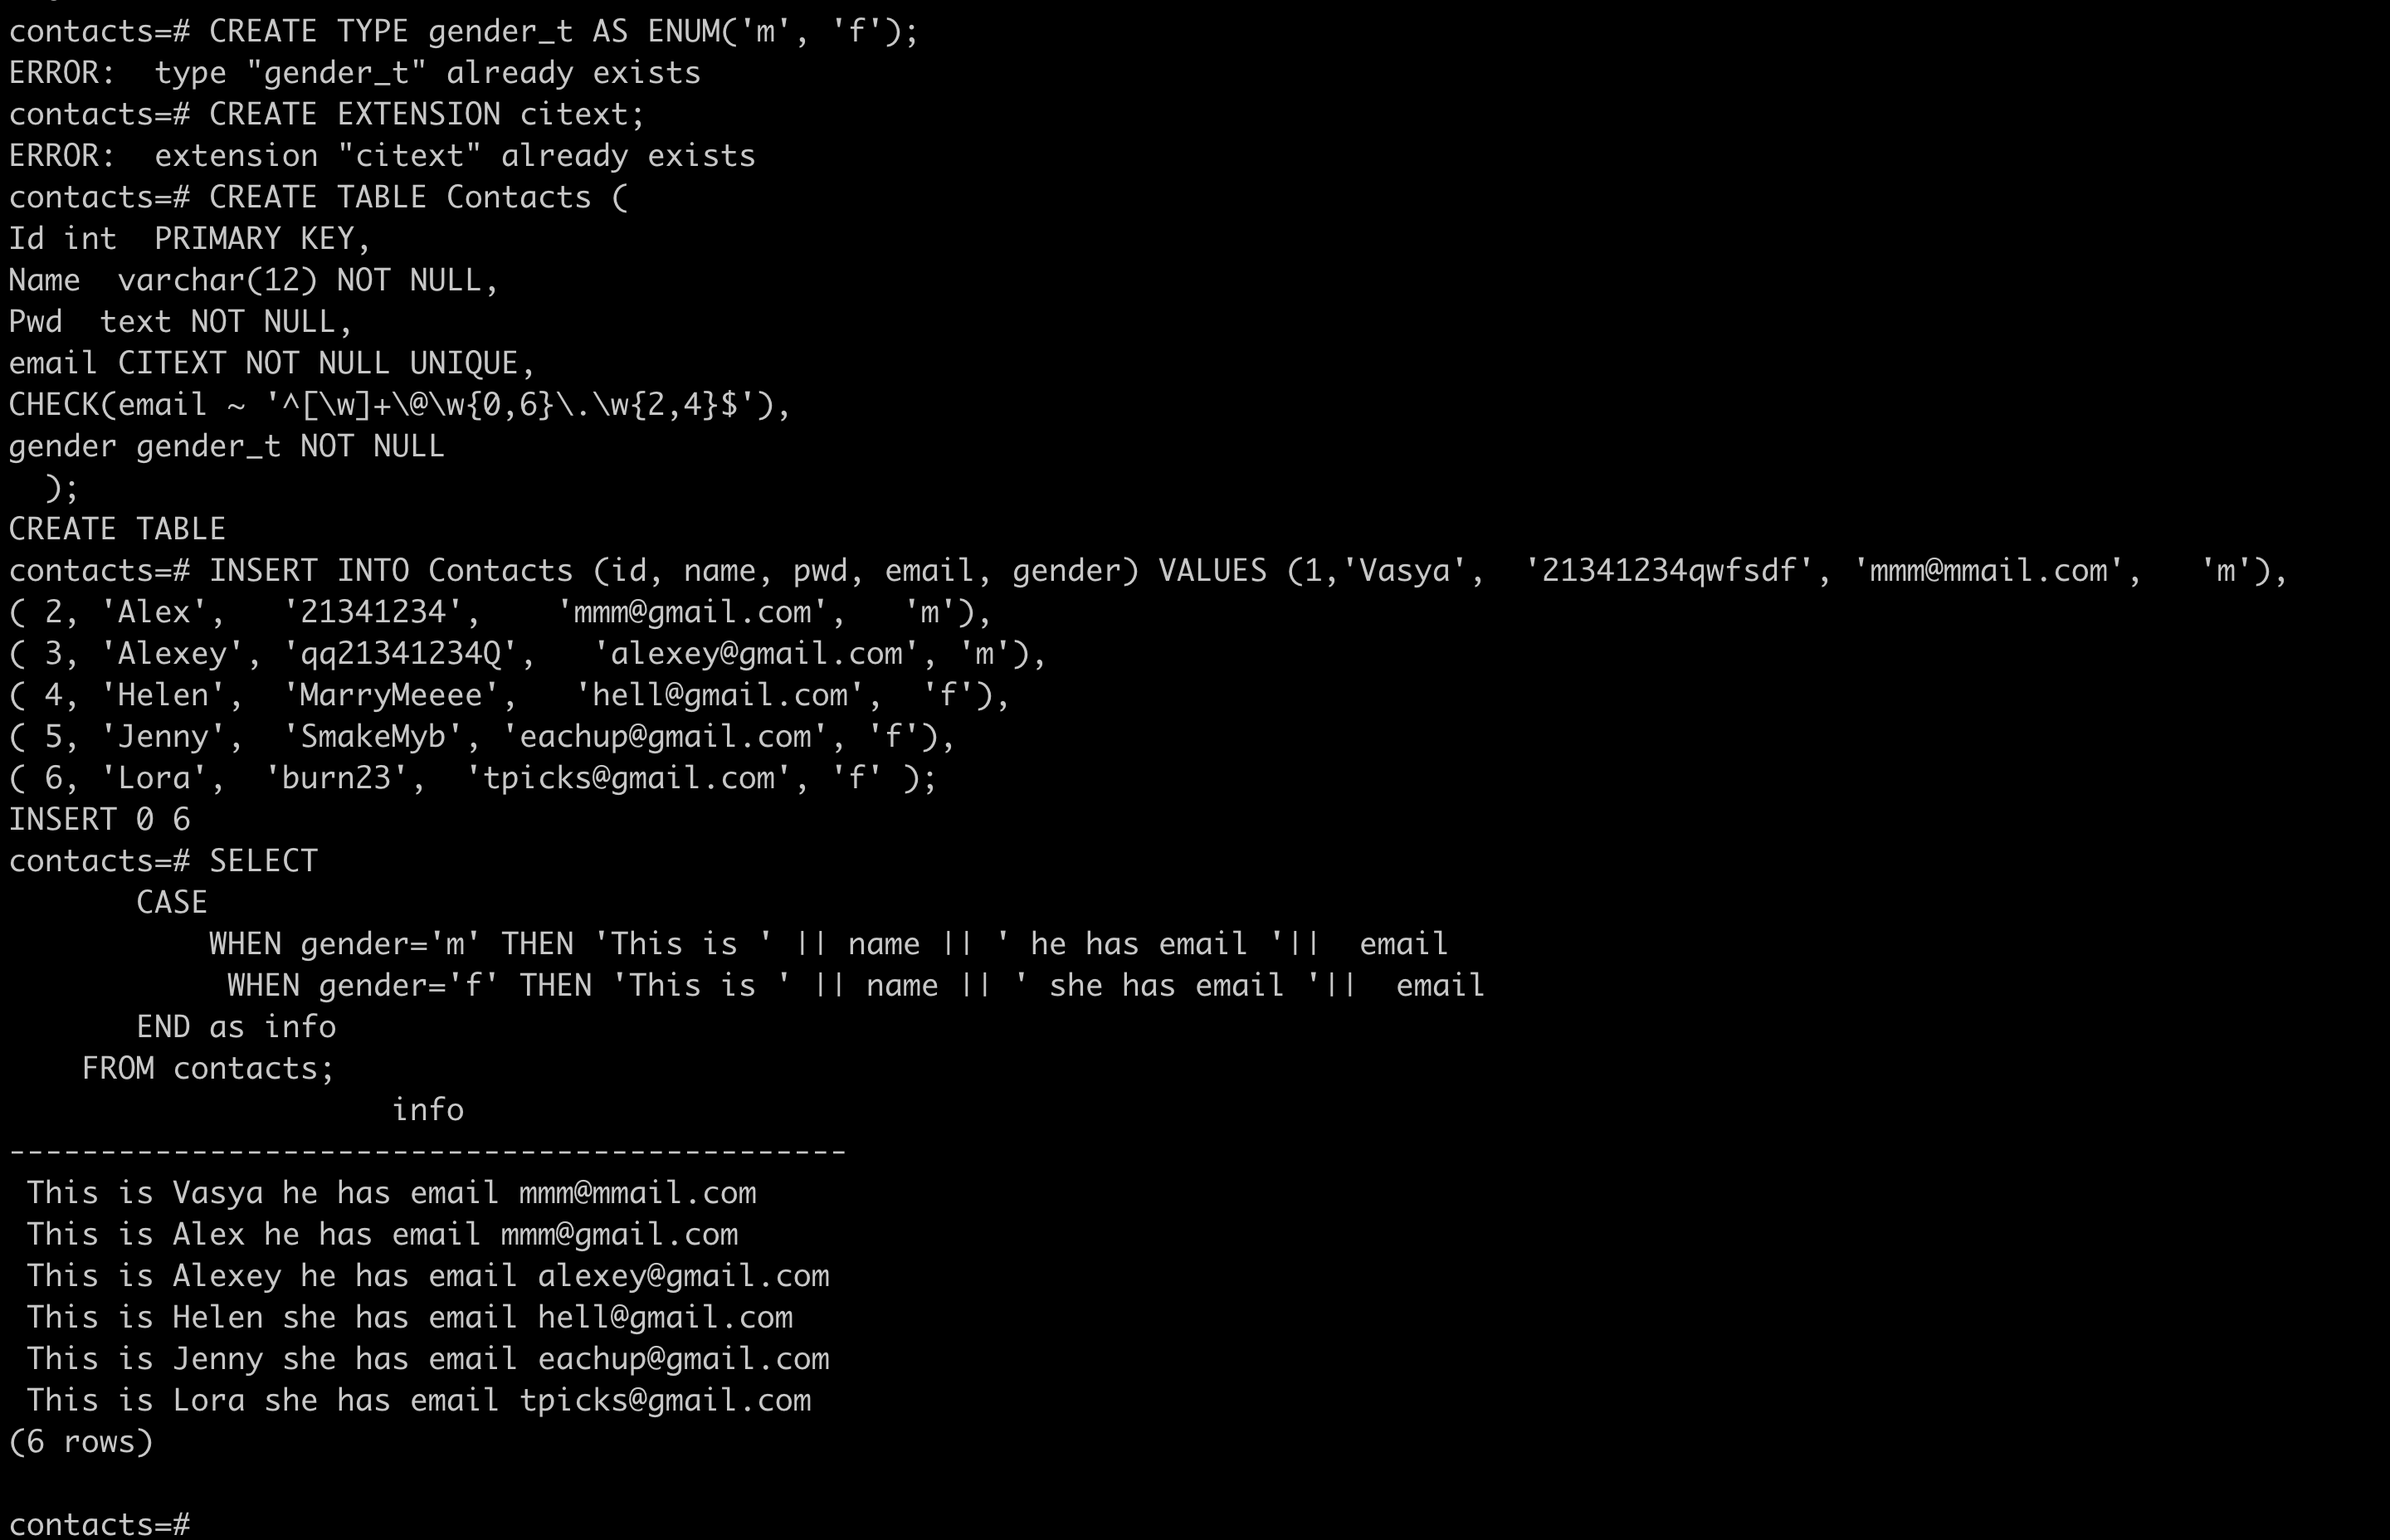 contacts=# CREATE TYPE gender_t AS ENUM('m', 'f');
ERROR:  type "gender_t" already exists
contacts=# CREATE EXTENSION citext;
ERROR:  extension "citext" already exists
contacts=# CREATE TABLE Contacts (
Id int  PRIMARY KEY,
Name  varchar(12) NOT NULL,
Pwd  text NOT NULL,
email CITEXT NOT NULL UNIQUE,
CHECK(email ~ '^[\w]+\@\w{0,6}\.\w{2,4}$'),
gender gender_t NOT NULL
  );
CREATE TABLE
contacts=# INSERT INTO Contacts (id, name, pwd, email, gender) VALUES (1,'Vasya',  '21341234qwfsdf', 'mmm@mmail.com',   'm'),
( 2, 'Alex',   '21341234',    'mmm@gmail.com',   'm'),
( 3, 'Alexey', 'qq21341234Q',   'alexey@gmail.com', 'm'),
( 4, 'Helen',  'MarryMeeee',   'hell@gmail.com',  'f'),
( 5, 'Jenny',  'SmakeMyb', 'eachup@gmail.com', 'f'),
( 6, 'Lora',  'burn23',  'tpicks@gmail.com', 'f' );
INSERT 0 6
contacts=# SELECT
       CASE
           WHEN gender='m' THEN 'This is ' || name || ' he has email '||  email
            WHEN gender='f' THEN 'This is ' || name || ' she has email '||  email
       END as info
    FROM contacts;
                     info
----------------------------------------------
 This is Vasya he has email mmm@mmail.com
 This is Alex he has email mmm@gmail.com
 This is Alexey he has email alexey@gmail.com
 This is Helen she has email hell@gmail.com
 This is Jenny she has email eachup@gmail.com
 This is Lora she has email tpicks@gmail.com
(6 rows)
contacts=#